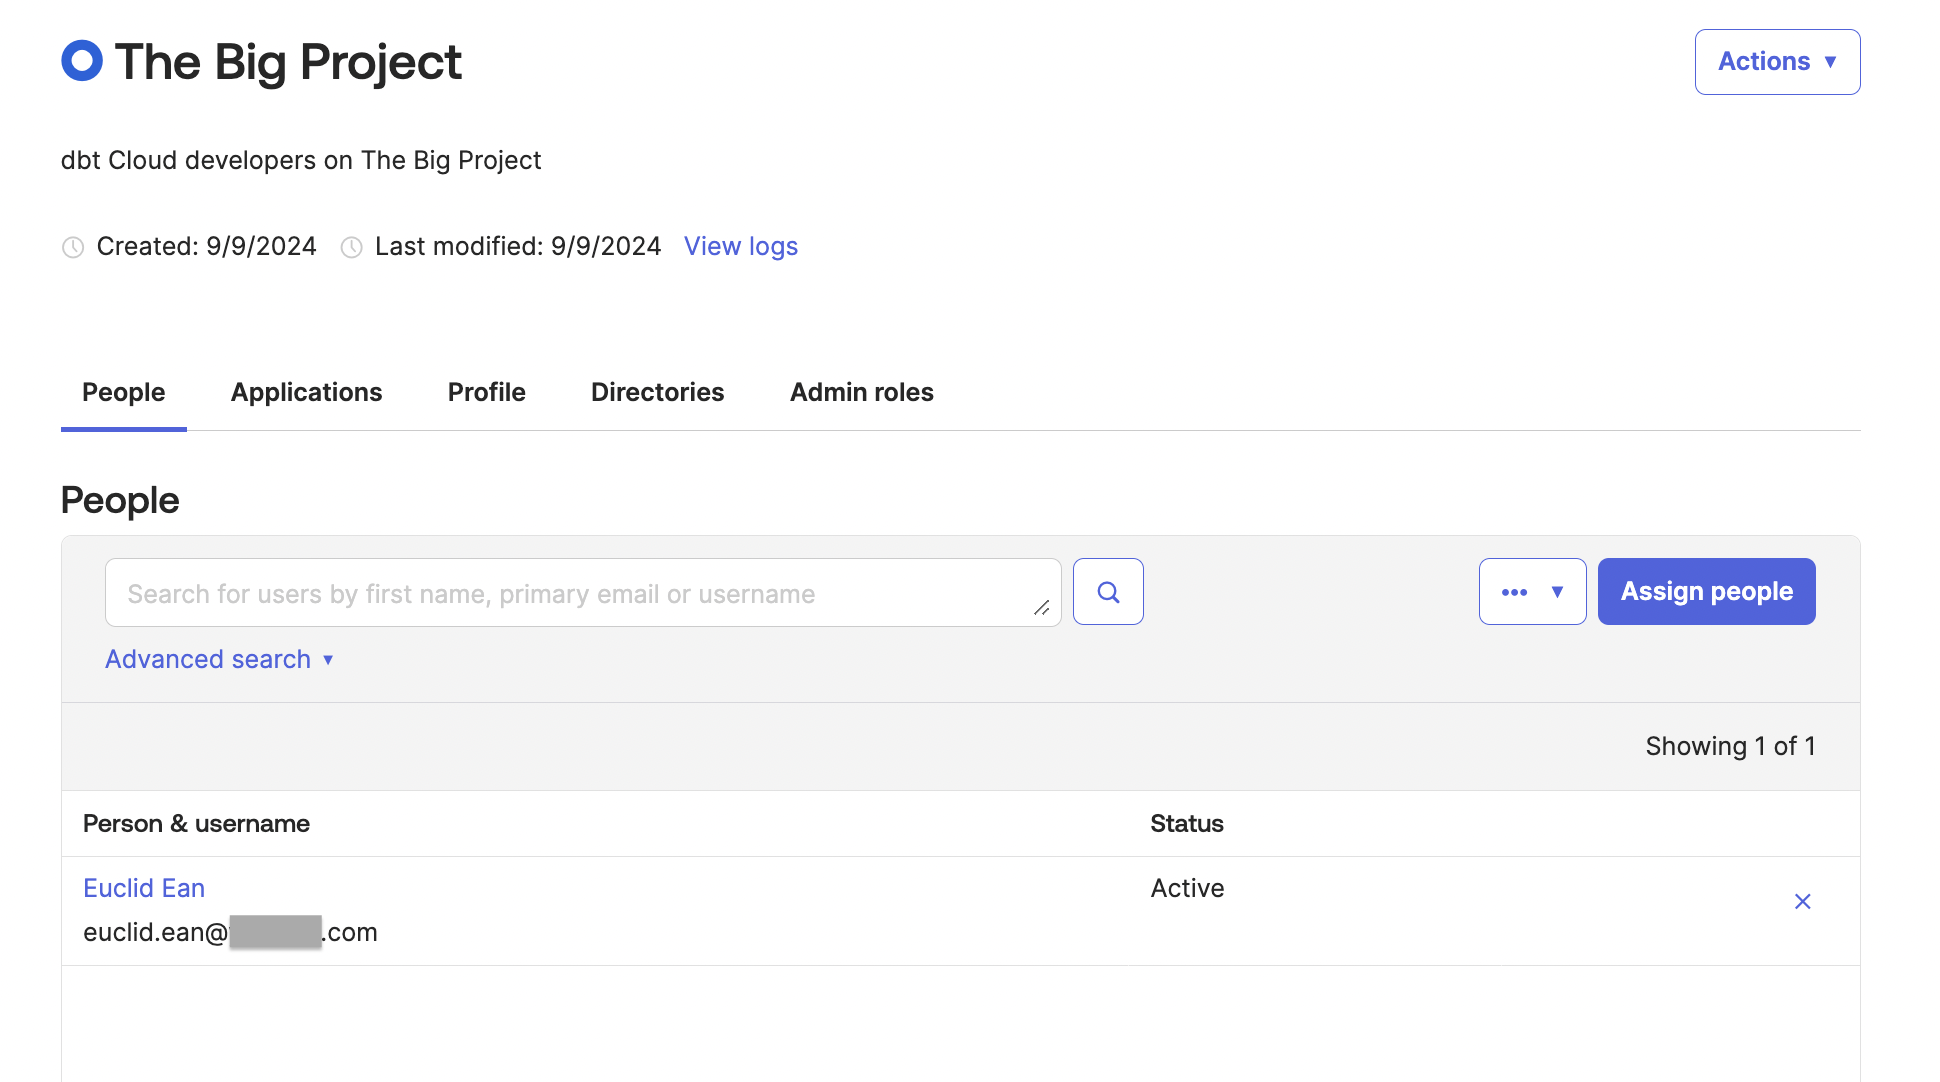 The Big Project
Actions ▼
dbt Cloud developers on The Big Project
Created: 9/9/2024 Last modified: 9/9/2024 View logs
People Applications Profile Directories Admin roles
People
Search for users by first name, primary email or username
••• ▼ Assign people
Advanced search ▼
Showing 1 of 1
Person & username Status
Euclid Ean Active
euclid.ean@ .com